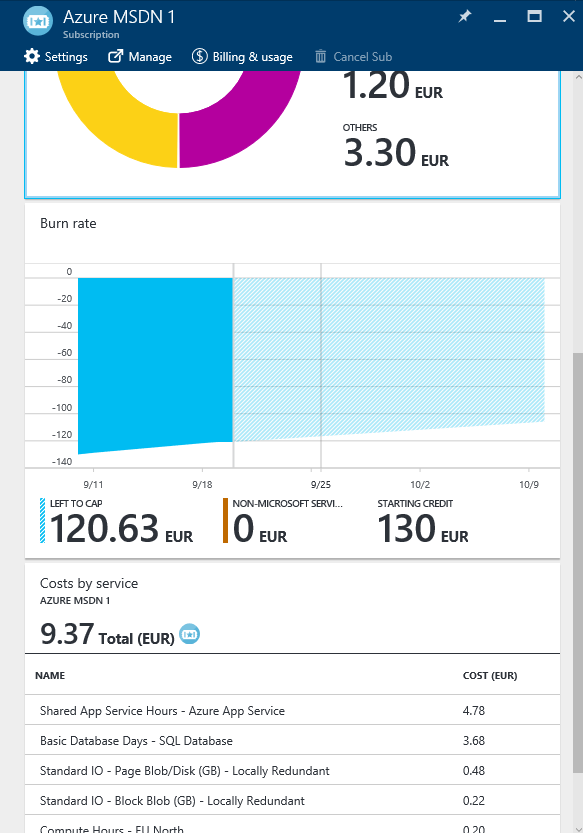 Azure MSDN 1
Subscription
Settings
Manage
Billing & usage
Cancel Sub
1.20 EUR
OTHERS
3.30 EUR
Burn rate
0
-20
-40
-60
-80
-100
-120
-140
9/11 9/18 9/25 10/2 10/9
LEFT TO CAP
120.63 EUR
NON-MICROSOFT SERVI...
0 EUR
STARTING CREDIT
130 EUR
Costs by service
AZURE MSDN 1
9.37 Total (EUR)
NAME COST (EUR)
Shared App Service Hours - Azure App Service 4.78
Basic Database Days - SQL Database 3.68
Standard IO - Page Blob/Disk (GB) - Locally Redundant 0.48
Standard IO - Block Blob (GB) - Locally Redundant 0.22
Compute Hours - EU North 0.20